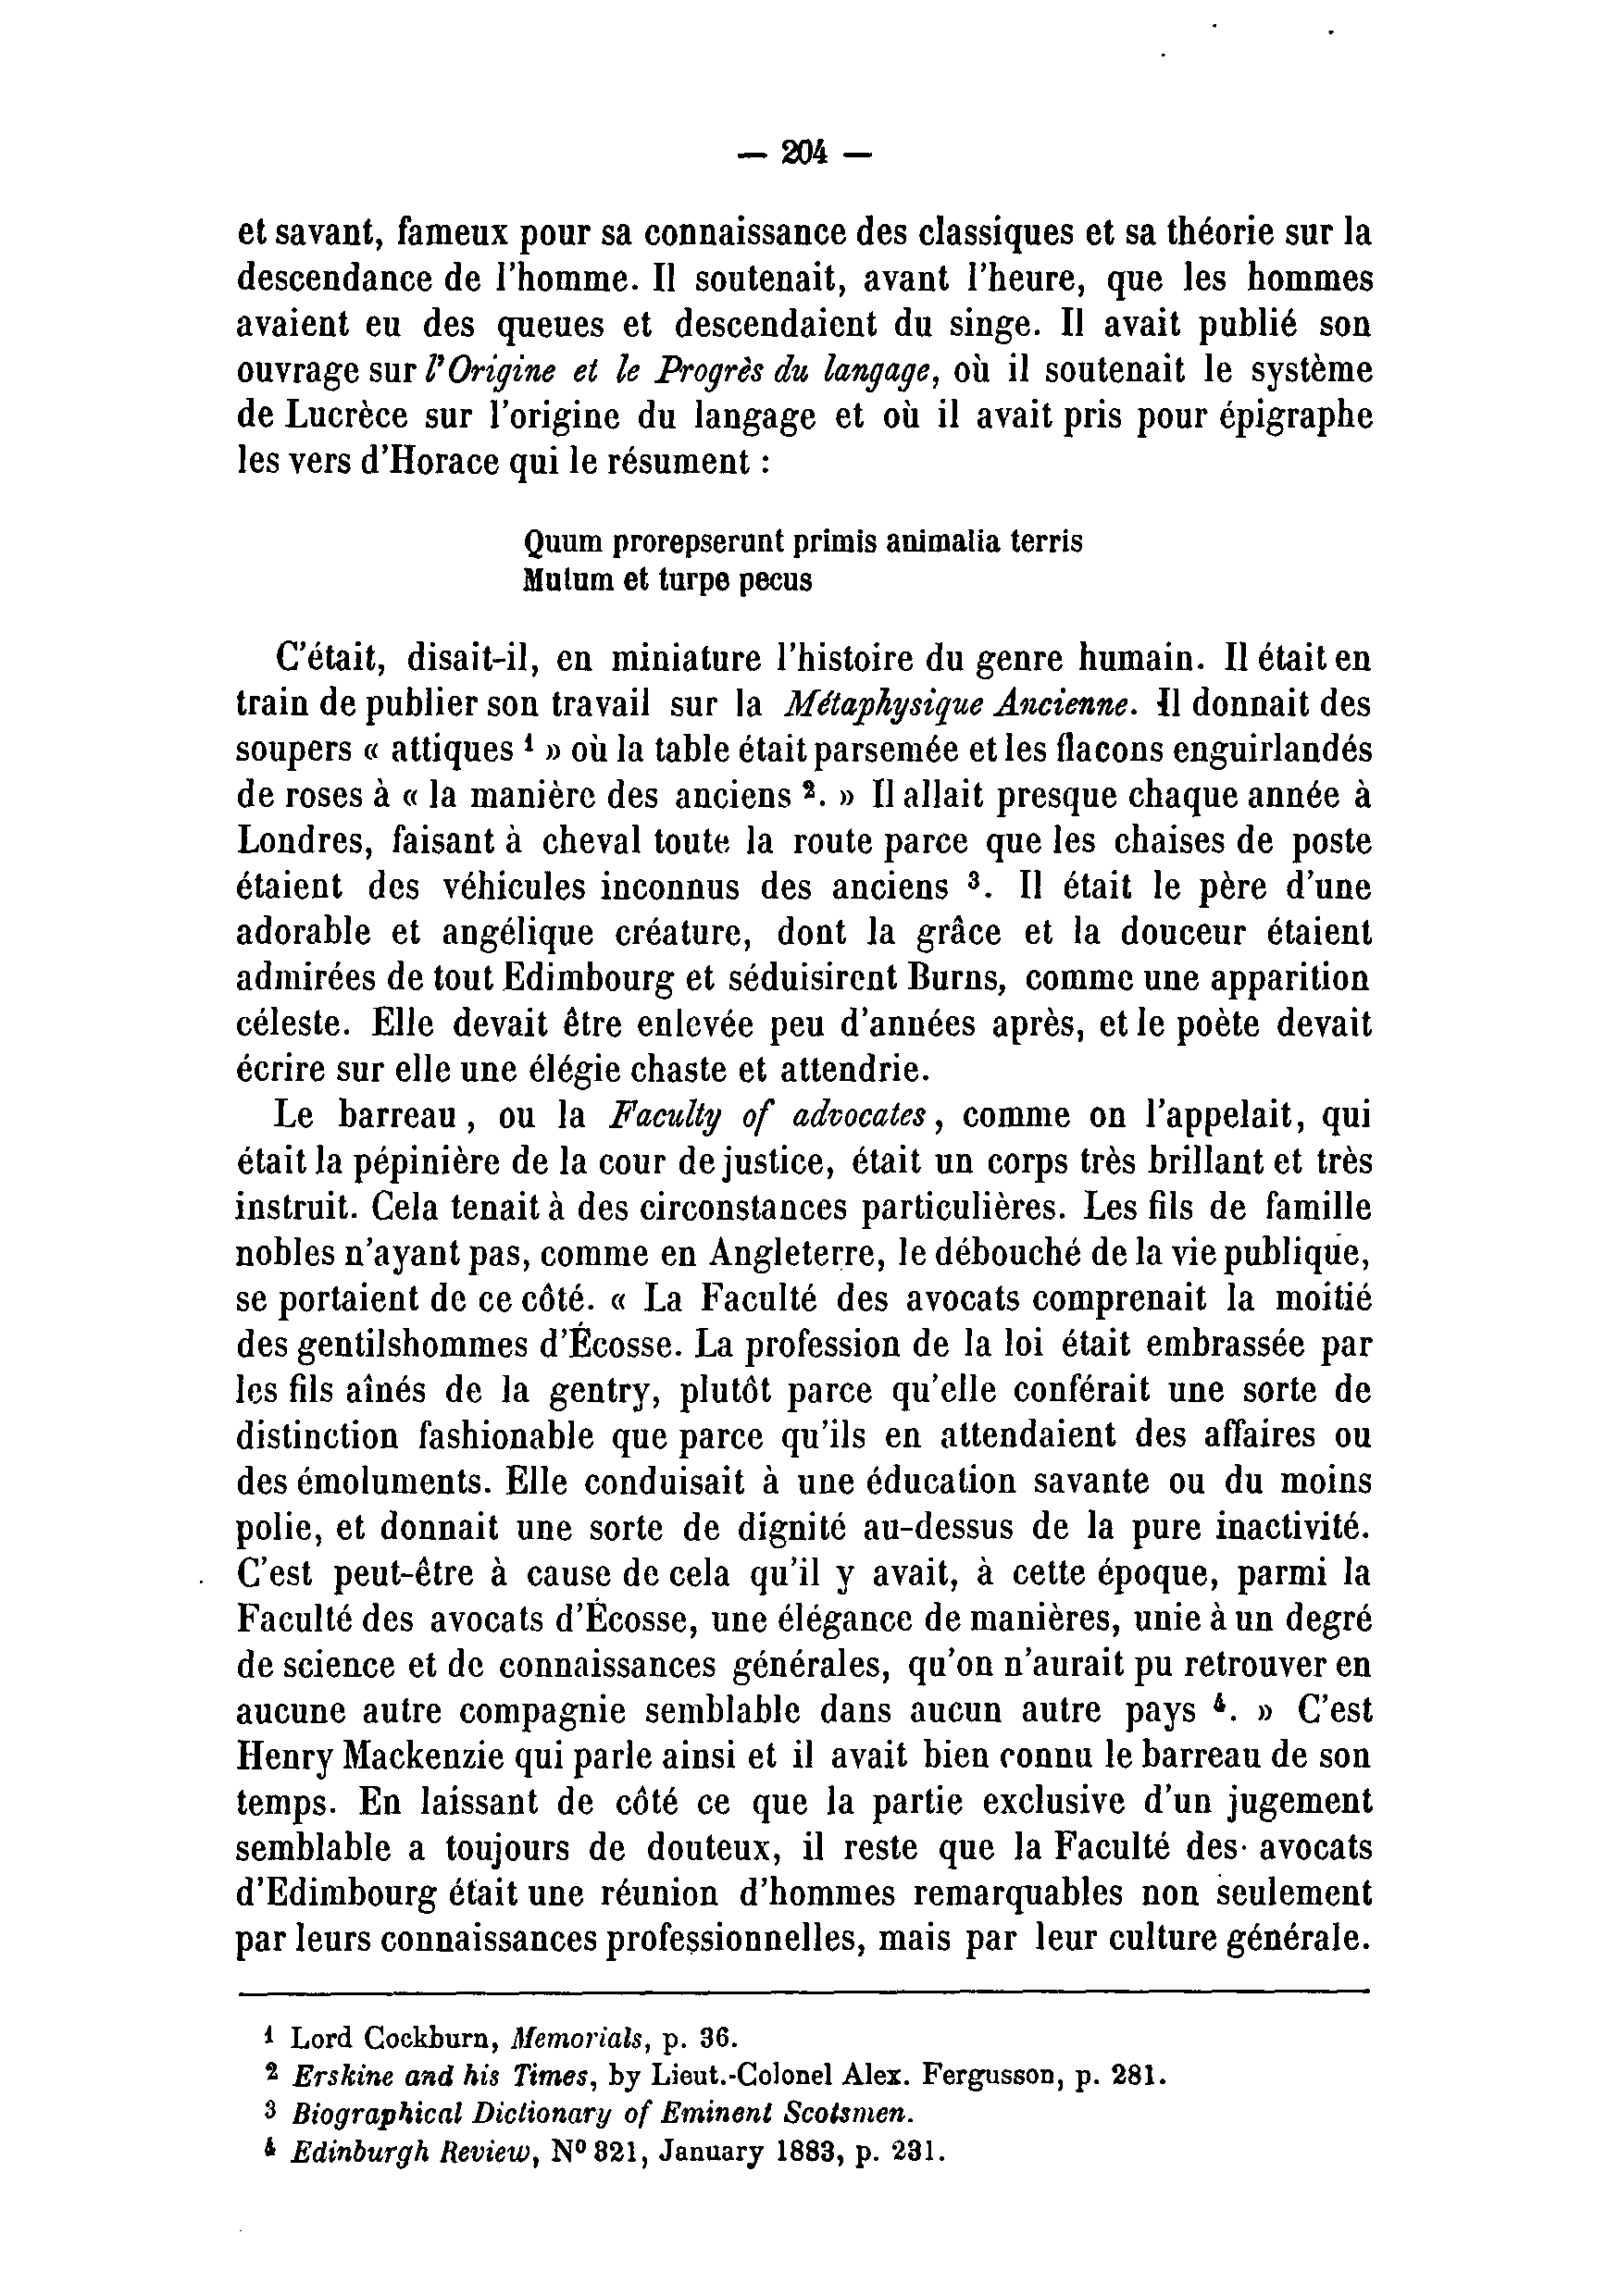 — 204 —
et savant, fameux pour sa connaissance des classiques et sa théorie sur la
descendance de l'homme. Il soutenait, avant l'heure, que les hommes
avaient eu des queues et descendaient du singe. Il avait publié son
ouvrage sur l'Origine et le Progrès du langage, où il soutenait le système
de Lucrèce sur l'origine du langage et où il avait pris pour épigraphe
les vers d'Horace qui le résument :
Quum prorepserunt primis animalia terris
Mutum et turpe pecus
C'était, disait-il, en miniature l'histoire du genre humain. Il était en
train de publier son travail sur la Métaphysique Ancienne. Il donnait des
soupers « attiques ¹ » où la table était parsemée et les flacons enguirlandés
de roses à « la manière des anciens ². » Il allait presque chaque année à
Londres, faisant à cheval toute la route parce que les chaises de poste
étaient des véhicules inconnus des anciens ³. Il était le père d'une
adorable et angélique créature, dont la grâce et la douceur étaient
admirées de tout Edimbourg et séduisirent Burns, comme une apparition
céleste. Elle devait être enlevée peu d'années après, et le poète devait
écrire sur elle une élégie chaste et attendrie.
Le barreau, ou la Faculty of advocates, comme on l'appelait, qui
était la pépinière de la cour de justice, était un corps très brillant et très
instruit. Cela tenait à des circonstances particulières. Les fils de famille
nobles n'ayant pas, comme en Angleterre, le débouché de la vie publique,
se portaient de ce côté. « La Faculté des avocats comprenait la moitié
des gentilshommes d'Écosse. La profession de la loi était embrassée par
les fils aînés de la gentry, plutôt parce qu'elle conférait une sorte de
distinction fashionable que parce qu'ils en attendaient des affaires ou
des émoluments. Elle conduisait à une éducation savante ou du moins
polie, et donnait une sorte de dignité au-dessus de la pure inactivité.
C'est peut-être à cause de cela qu'il y avait, à cette époque, parmi la
Faculté des avocats d'Écosse, une élégance de manières, unie à un degré
de science et de connaissances générales, qu'on n'aurait pu retrouver en
aucune autre compagnie semblable dans aucun autre pays ⁴. » C'est
Henry Mackenzie qui parle ainsi et il avait bien connu le barreau de son
temps. En laissant de côté ce que la partie exclusive d'un jugement
semblable a toujours de douteux, il reste que la Faculté des avocats
d'Edimbourg était une réunion d'hommes remarquables non seulement
par leurs connaissances professionnelles, mais par leur culture générale.
¹ Lord Cockburn, Memorials, p. 36.
² Erskine and his Times, by Lieut.-Colonel Alex. Fergusson, p. 281.
³ Biographical Dictionary of Eminent Scotsmen.
⁴ Edinburgh Review, Nº 321, January 1883, p. 231.